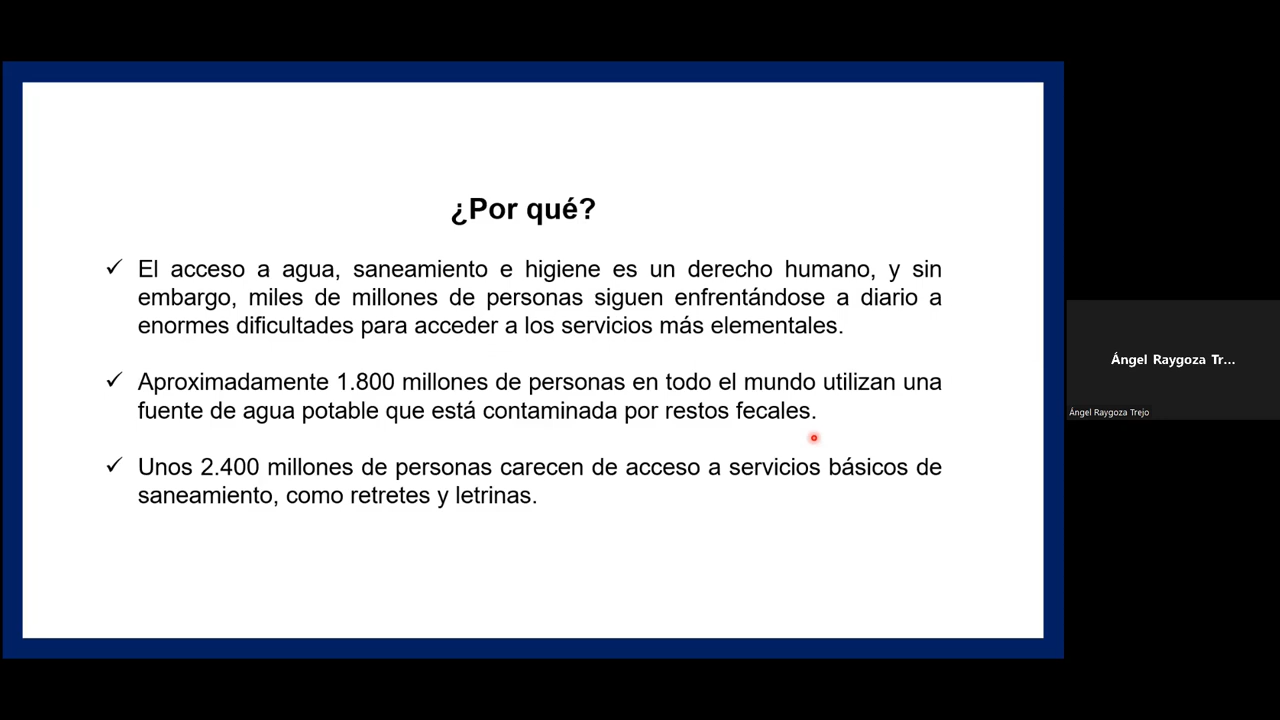 ¿Por qué?
✓ El acceso a agua, saneamiento e higiene es un derecho humano, y sin
embargo, miles de millones de personas siguen enfrentándose a diario a
enormes dificultades para acceder a los servicios más elementales.
✓ Aproximadamente 1.800 millones de personas en todo el mundo utilizan una
fuente de agua potable que está contaminada por restos fecales.
✓ Unos 2.400 millones de personas carecen de acceso a servicios básicos de
saneamiento, como retretes y letrinas.
Ángel Raygoza Tr...
Ángel Raygoza Trejo